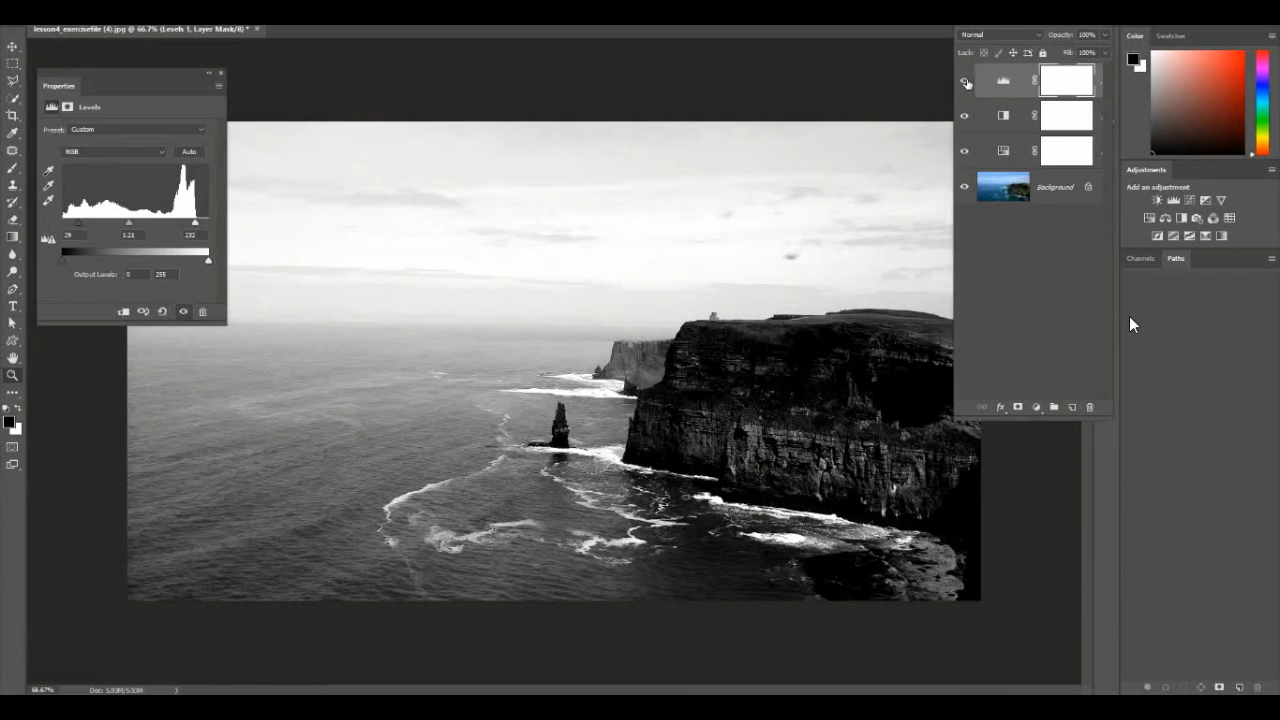 lesson4_exercisefile (4).jpg @ 66.7% (Levels 1, Layer Mask/8) * ×
Normal Opacity: 100%
Lock: Fill: 100%
Background
Color Swatches
Properties
Levels
Preset: Custom
RGB Auto
29 1.21 232
Output Levels: 0 255
Adjustments
Add an adjustment
Channels Paths
fx
T
66.67% Doc: 5.93M/5.93M